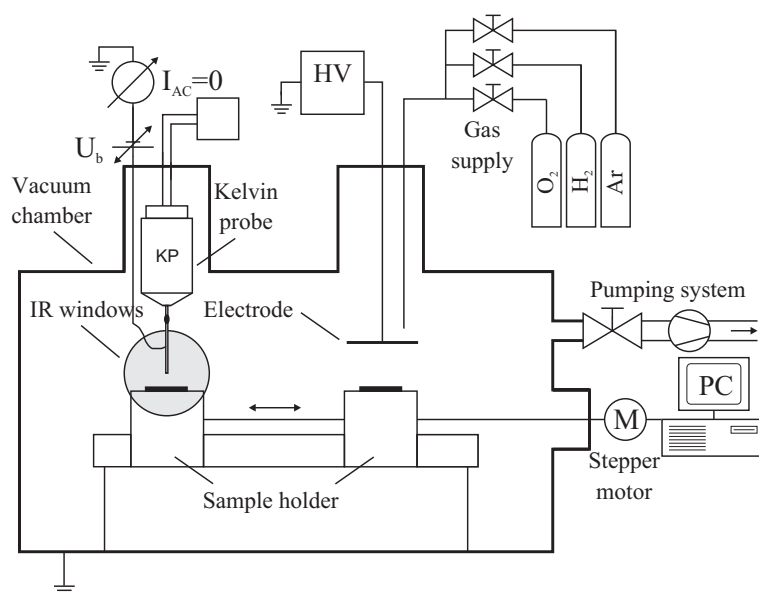 I_AC=0
HV
U_b
Gas
supply
O₂
H₂
Ar
Vacuum
chamber
Kelvin
probe
KP
IR windows
Electrode
Pumping system
PC
M
Stepper
motor
Sample holder